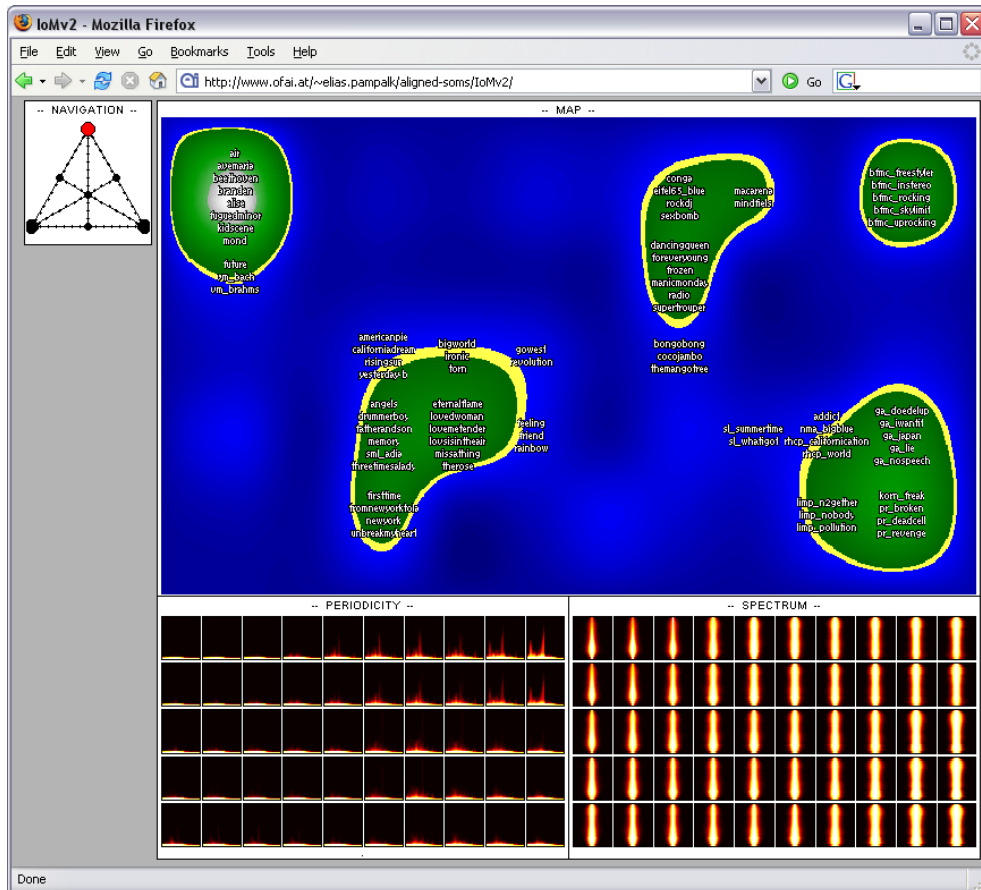 IoMv2 - Mozilla Firefox
File Edit View Go Bookmarks Tools Help
http://www.ofai.at/~elias.pampalk/aligned-soms/IoMv2/
Go
G
-- NAVIGATION --
-- MAP --
air
avemaria
beethoven
branden
elise
fuguedminor
kidscene
mond
future
vm_bach
vm_brahms
conga
eifel65_blue
rockdj
sexbomb
macarena
mindfiels
dancingqueen
foreveryoung
frozen
manicmonday
radio
supertrouper
bongobong
cocojambo
themangotree
bfmc_freestyler
bfmc_instereo
bfmc_rocking
bfmc_skylimit
bfmc_uprocking
americanpie
californiadream
risingsun
yesterday-b
bigworld
ironic
torn
gowest
revolution
angels
drummerboy
fatherandson
memory
sml_adia
threetimesalady
eternalflame
lovedwoman
lovemetender
lovsisintheair
missathing
therose
feeling
friend
rainbow
firsttime
fromnewyorktola
newyork
unbreakmyheart
sl_summertime
sl_whatigot
addict
nma_bigblue
rhcp_californication
rhcp_world
ga_doedelup
ga_iwantit
ga_japan
ga_lie
ga_nospeech
limp_n2gether
limp_nobody
limp_pollution
korn_freak
pr_broken
pr_deadcell
pr_revenge
-- PERIODICITY --
-- SPECTRUM --
Done